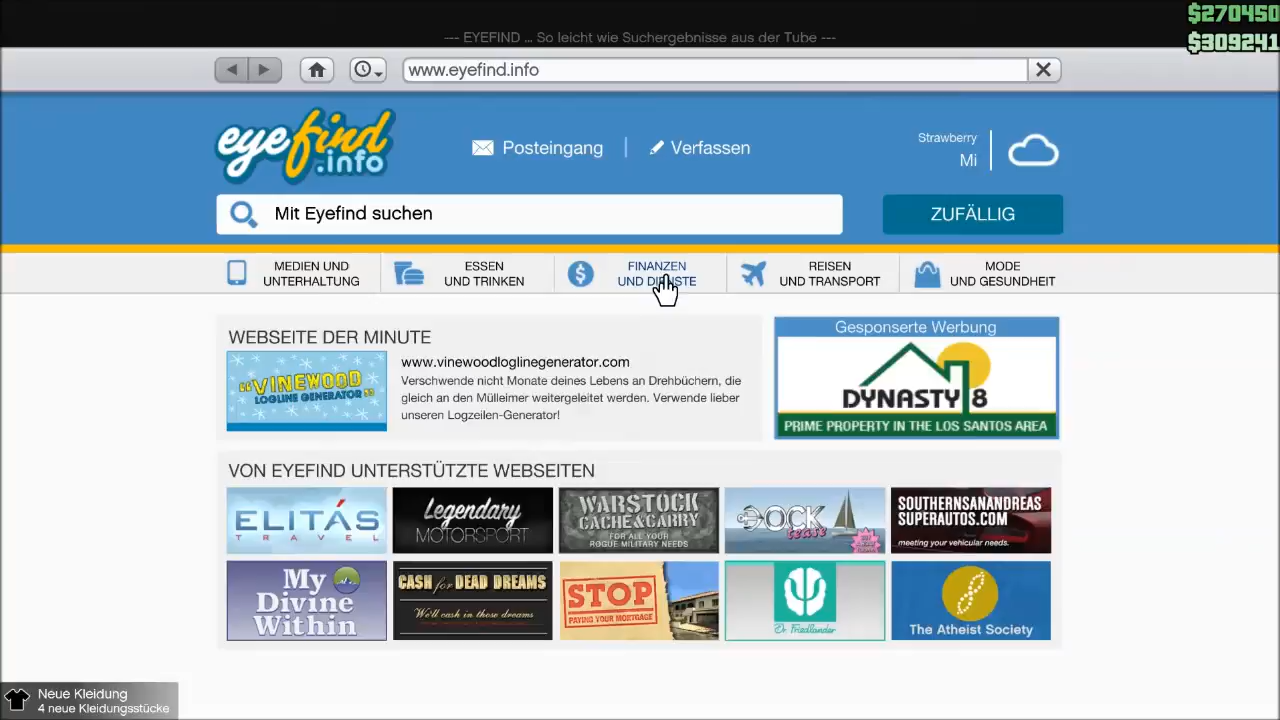 $270450
--- EYEFIND ... So leicht wie Suchergebnisse aus der Tube ---
$309241
www.eyefind.info
eyefind
.info
Posteingang
Verfassen
Strawberry
Mi
Mit Eyefind suchen
ZUFÄLLIG
MEDIEN UND
UNTERHALTUNG
ESSEN
UND TRINKEN
FINANZEN
UND DIENSTE
REISEN
UND TRANSPORT
MODE
UND GESUNDHEIT
WEBSEITE DER MINUTE
"VINEWOOD
LOGLINE GENERATOR"
www.vinewoodloglinegenerator.com
Verschwende nicht Monate deines Lebens an Drehbüchern, die
gleich an den Mülleimer weitergeleitet werden. Verwende lieber
unseren Logzeilen-Generator!
Gesponserte Werbung
DYNASTY 8
PRIME PROPERTY IN THE LOS SANTOS AREA
VON EYEFIND UNTERSTÜTZTE WEBSEITEN
ELITÁS
TRAVEL
Legendary
MOTORSPORT
WARSTOCK
CACHE & CARRY
FOR ALL YOUR
ROGUE MILITARY NEEDS
DOCK
tease
SOUTHERNSANANDREAS
SUPERAUTOS.COM
meeting your vehicular needs.
My
Divine
Within
CASH for DEAD DREAMS
We'll cash in those dreams
STOP
PAYING YOUR MORTGAGE
Dr. Friedlander
The Atheist Society
Neue Kleidung
4 neue Kleidungsstücke